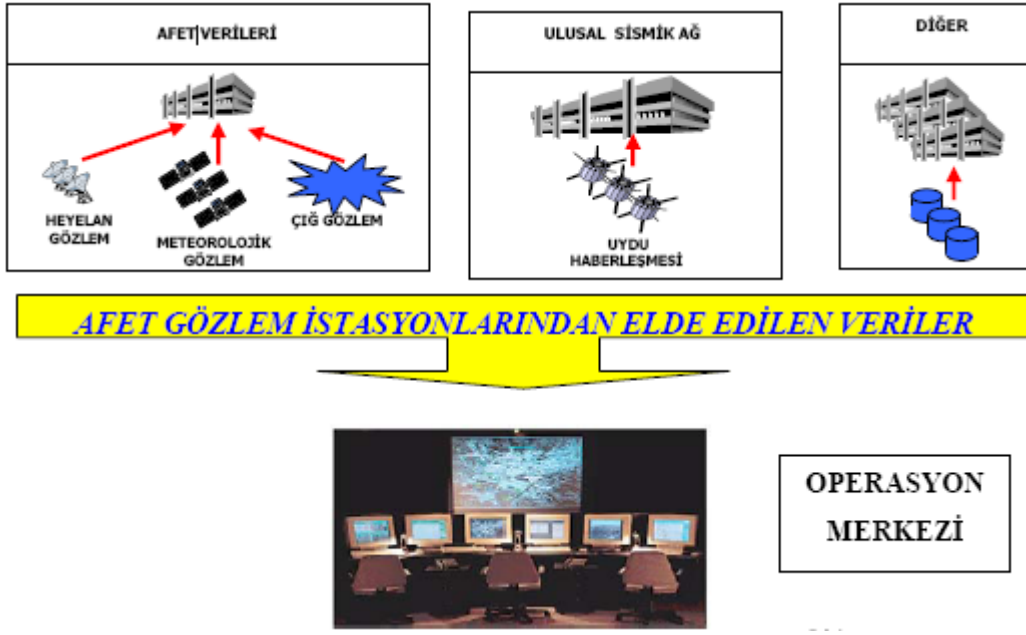 AFET VERİLERİ
HEYELAN
GÖZLEM
METEOROLOJİK
GÖZLEM
ÇIĞ GÖZLEM
ULUSAL SİSMİK AĞ
UYDU
HABERLEŞMESİ
DİĞER
AFET GÖZLEM İSTASYONLARINDAN ELDE EDİLEN VERİLER
OPERASYON
MERKEZİ